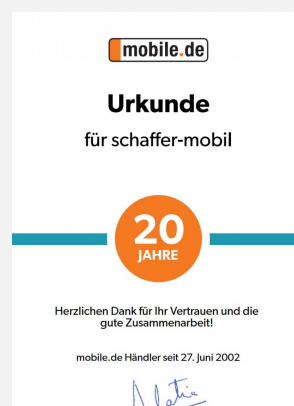 mobile.de
Urkunde
für schaffer-mobil
20
JAHRE
Herzlichen Dank für Ihr Vertrauen und die
gute Zusammenarbeit!
mobile.de Händler seit 27. Juni 2002